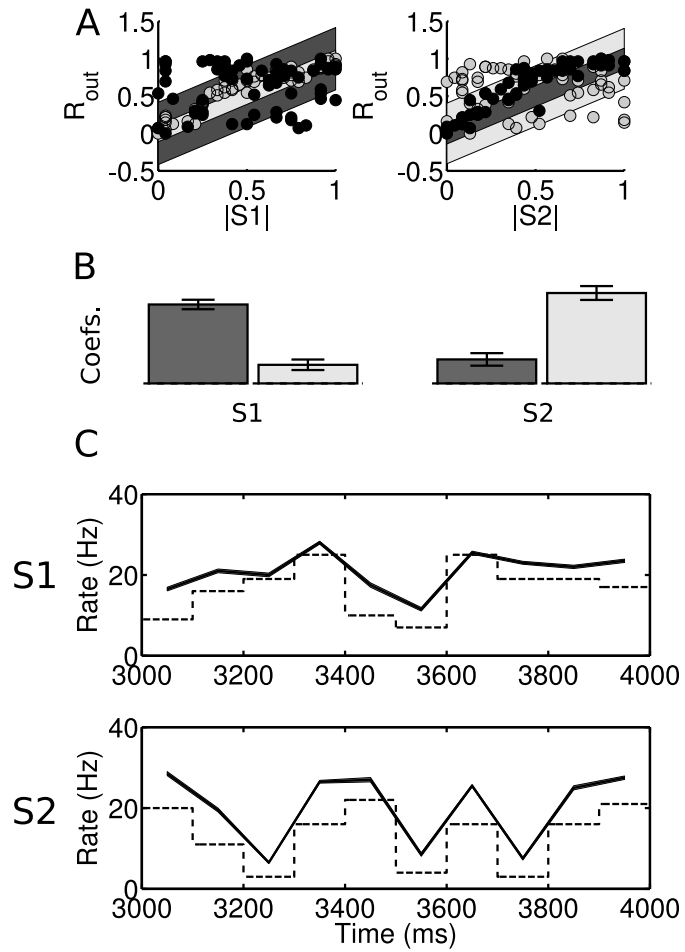 A
1.5
1
0.5
0
-0.5
R_out
0 0.5 1
|S1|
1.5
1
0.5
0
-0.5
R_out
0 0.5 1
|S2|
B
Coefs.
S1 S2
C
S1
Rate (Hz)
40
20
0
3000 3200 3400 3600 3800 4000
S2
Rate (Hz)
40
20
0
3000 3200 3400 3600 3800 4000
Time (ms)